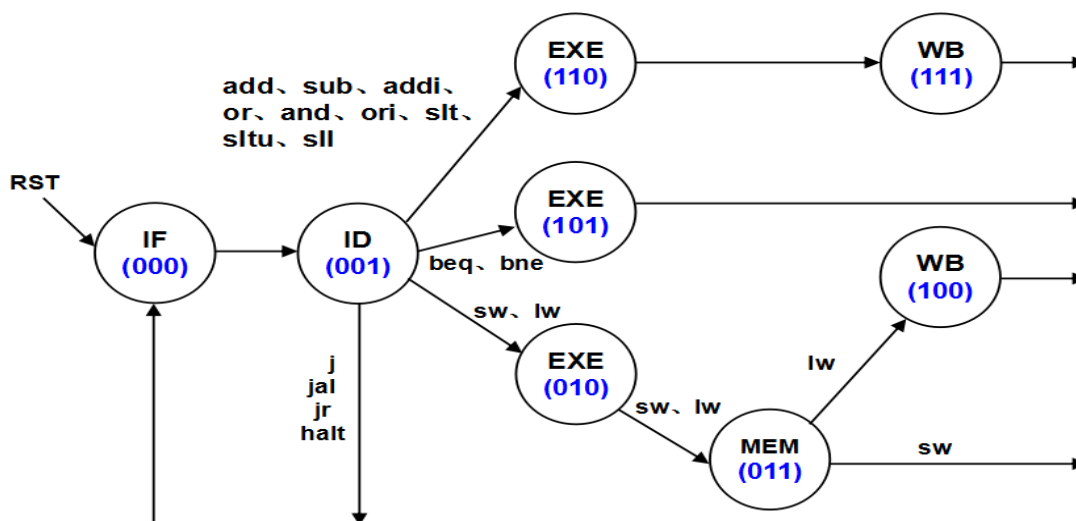 EXE
(110)
WB
(111)
add、sub、addi、
or、and、ori、slt、
sltu、sll
RST
IF
(000)
ID
(001)
EXE
(101)
beq、bne
WB
(100)
sw、lw
EXE
(010)
j
jal
jr
halt
sw、lw
lw
MEM
(011)
sw